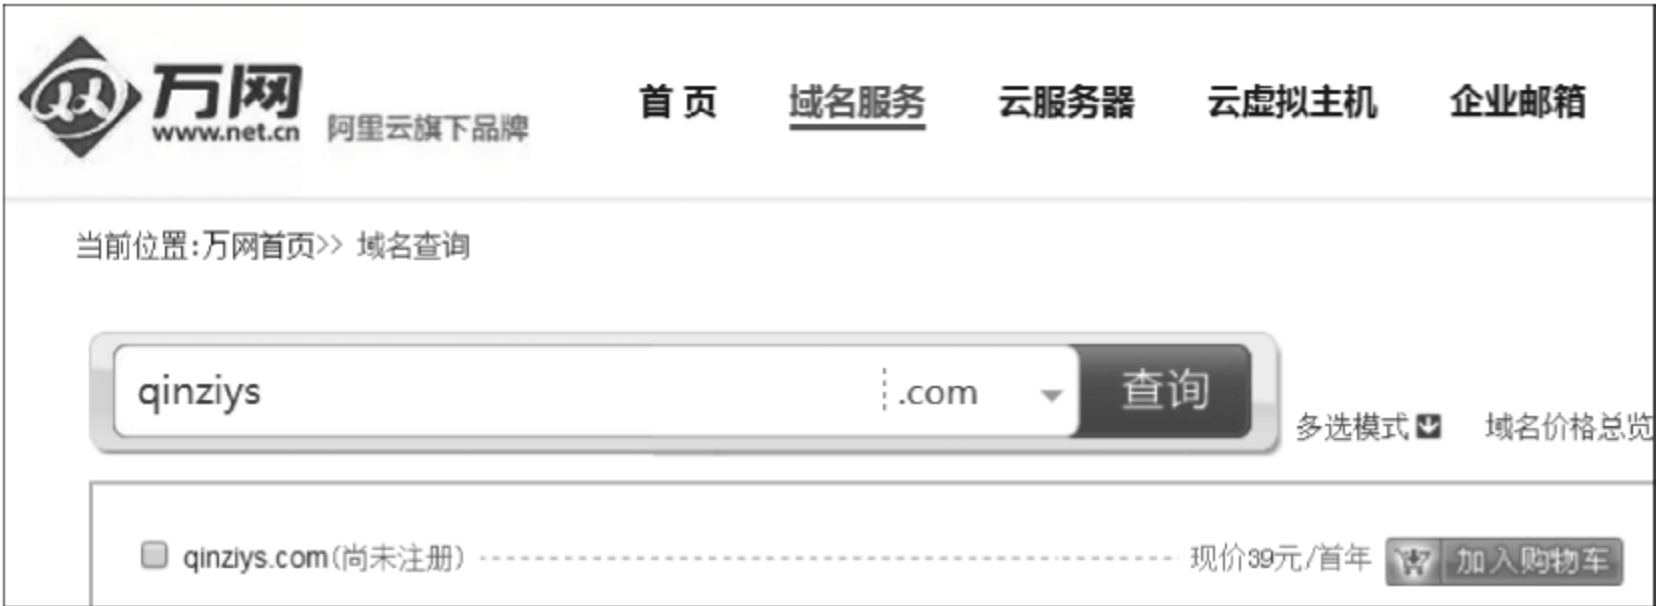 万网
www.net.cn
阿里云旗下品牌
首页 域名服务 云服务器 云虚拟主机 企业邮箱
当前位置:万网首页>> 域名查询
qinziys .com 查询
多选模式 域名价格总览
qinziys.com(尚未注册) 现价39元/首年 加入购物车